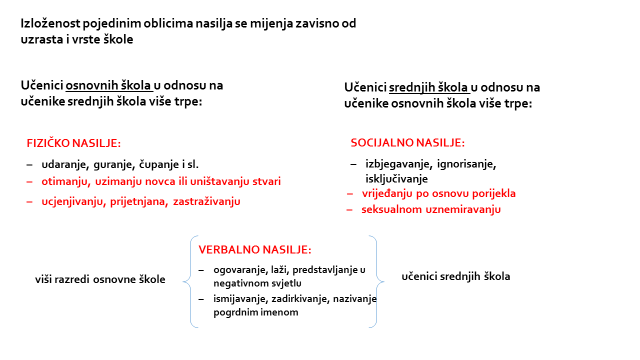 Izloženost pojedinim oblicima nasilja se mijenja zavisno od
uzrasta i vrste škole
Učenici osnovnih škola u odnosu na
učenike srednjih škola više trpe:
FIZIČKO NASILJE:
– udaranje, guranje, čupanje i sl.
– otimanju, uzimanju novca ili uništavanju stvari
– ucjenjivanju, prijetnjana, zastraživanju
Učenici srednjih škola u odnosu na
učenike osnovnih škola više trpe:
SOCIJALNO NASILJE:
– izbjegavanje, ignorisanje,
isključivanje
– vrijeđanju po osnovu porijekla
– seksualnom uznemiravanju
viši razredi osnovne škole
VERBALNO NASILJE:
– ogovaranje, laži, predstavljanje u
negativnom svjetlu
– ismijavanje, zadirkivanje, nazivanje
pogrdnim imenom
učenici srednjih škola